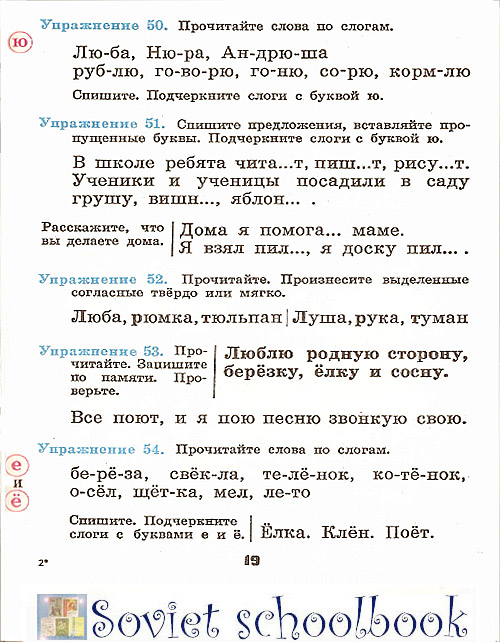 Упражнение 50. Прочитайте слова по слогам.
ю
Лю-ба, Ню-ра, Ан-дрю-ша
руб-лю, го-во-рю, го-ню, со-рю, корм-лю
Спишите. Подчеркните слоги с буквой ю.
Упражнение 51. Спишите предложения, вставляйте про-
пущенные буквы. Подчеркните слоги с буквой ю.
В школе ребята чита...т, пиш...т, рису...т.
Ученики и ученицы посадили в саду
грушу, вишн..., яблон... .
Расскажите, что
вы делаете дома.
Дома я помога... маме.
Я взял пил..., я доску пил... .
Упражнение 52. Прочитайте. Произнесите выделенные
согласные твёрдо или мягко.
Люба, рюмка, тюльпан | Луша, рука, туман
Упражнение 53. Про-
читайте. Запишите
по памяти. Про-
верьте.
Люблю родную сторону,
берёзку, ёлку и сосну.
Все поют, и я пою песню звонкую свою.
Упражнение 54. Прочитайте слова по слогам.
е
и
ё
бе-рё-за, свёк-ла, те-лё-нок, ко-тё-нок,
о-сёл, щёт-ка, мел, ле-то
Спишите. Подчеркните
слоги с буквами е и ё.
Ёлка. Клён. Поёт.
2*
19
Soviet schoolbook